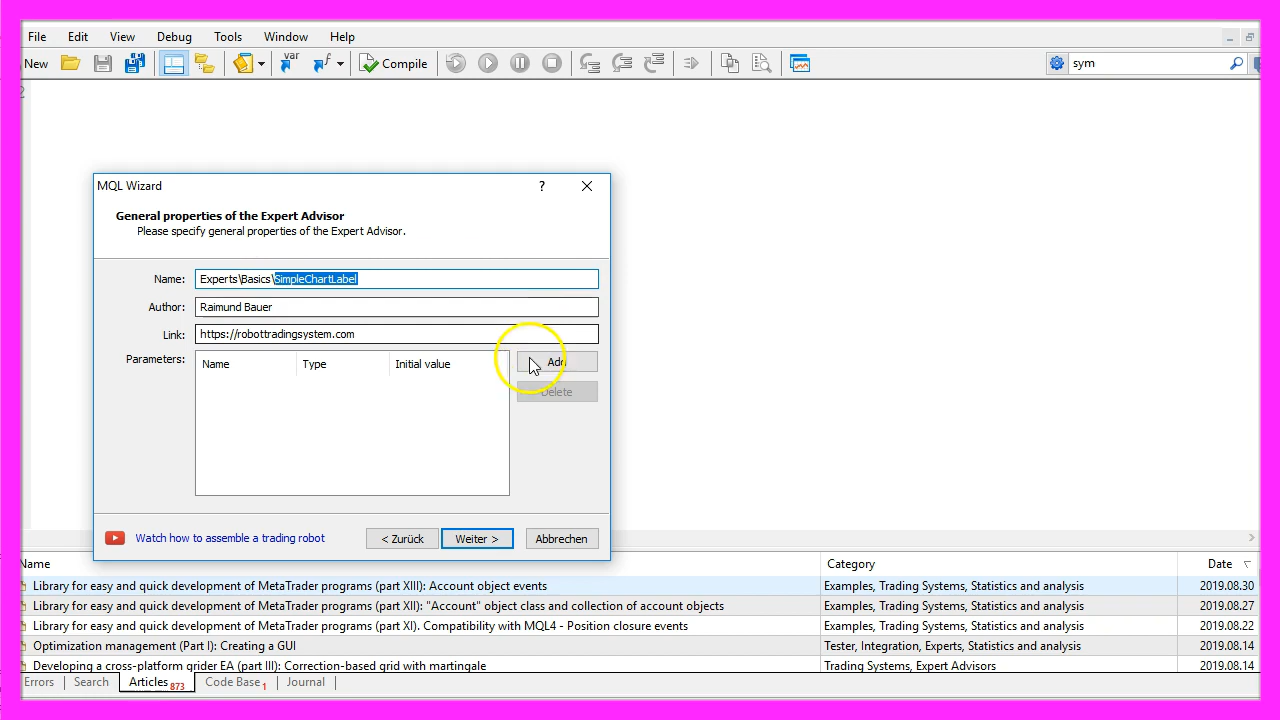 File Edit View Debug Tools Window Help
New var f Compile sym
2
MQL Wizard ?
General properties of the Expert Advisor
Please specify general properties of the Expert Advisor.
Name: Experts\Basics\SimpleChartLabel
Author: Raimund Bauer
Link: https://robottradingsystem.com
Parameters: Name Type Initial value Add
Delete
Watch how to assemble a trading robot < Zurück Weiter > Abbrechen
Name Category Date
Library for easy and quick development of MetaTrader programs (part XIII): Account object events Examples, Trading Systems, Statistics and analysis 2019.08.30
Library for easy and quick development of MetaTrader programs (part XII): "Account" object class and collection of account objects Examples, Trading Systems, Statistics and analysis 2019.08.27
Library for easy and quick development of MetaTrader programs (part XI). Compatibility with MQL4 - Position closure events Examples, Trading Systems, Statistics and analysis 2019.08.22
Optimization management (Part I): Creating a GUI Tester, Integration, Experts, Statistics and analysis 2019.08.14
Developing a cross-platform grider EA (part III): Correction-based grid with martingale Trading Systems, Expert Advisors 2019.08.14
Errors Search Articles 873 Code Base 1 Journal